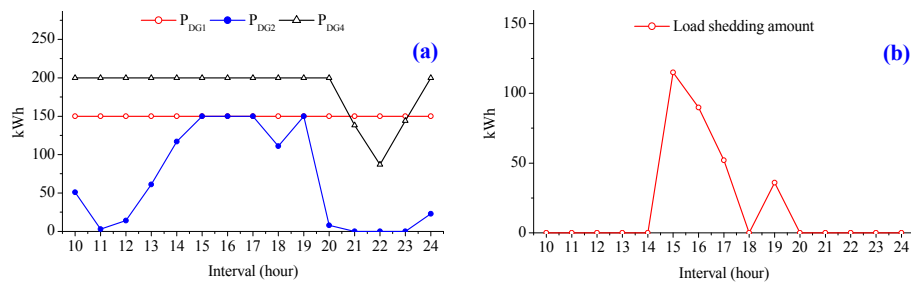 P_DG1 P_DG2 P_DG4
(a)
250
200
150
100
50
0
kWh
10 11 12 13 14 15 16 17 18 19 20 21 22 23 24
Interval (hour)
Load shedding amount
(b)
150
100
50
0
kWh
10 11 12 13 14 15 16 17 18 19 20 21 22 23 24
Interval (hour)